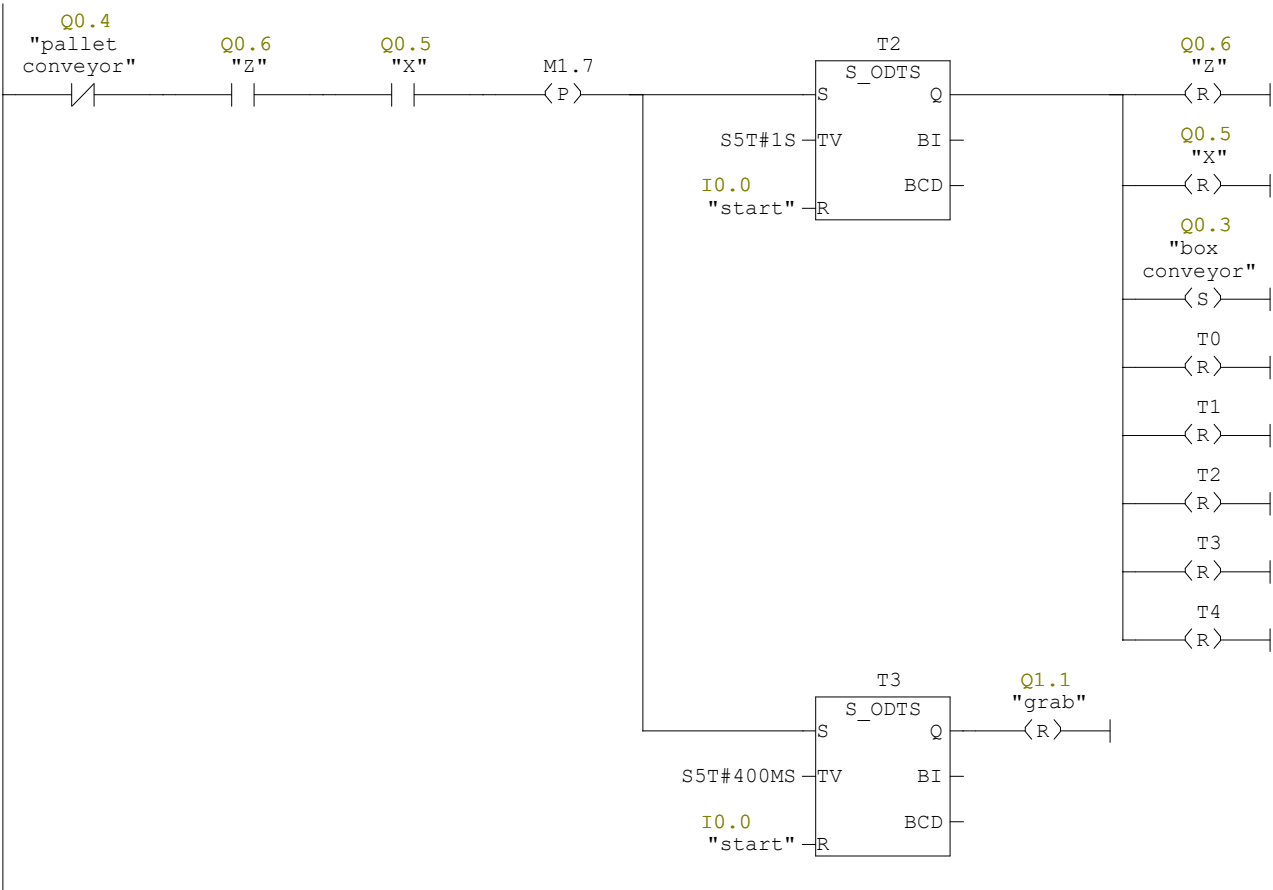 Q0.4
"pallet
conveyor"
Q0.6
"Z"
Q0.5
"X"
M1.7
P
T2
S_ODTS
S
Q
S5T#1S
TV
BI
I0.0
"start"
R
BCD
Q0.6
"Z"
R
Q0.5
"X"
R
Q0.3
"box
conveyor"
S
T0
R
T1
R
T2
R
T3
R
T4
R
T3
S_ODTS
S
Q
S5T#400MS
TV
BI
I0.0
"start"
R
BCD
Q1.1
"grab"
R